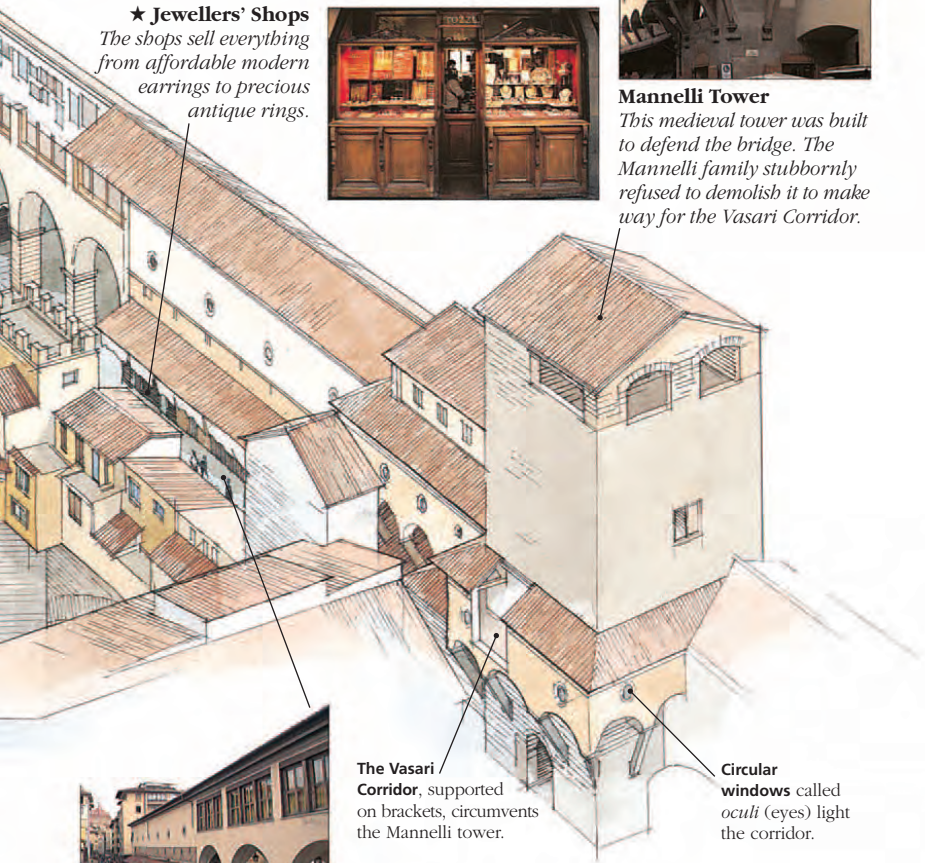 ★ Jewellers' Shops
The shops sell everything
from affordable modern
earrings to precious
antique rings.
Mannelli Tower
This medieval tower was built
to defend the bridge. The
Mannelli family stubbornly
refused to demolish it to make
way for the Vasari Corridor.
The Vasari
Corridor, supported
on brackets, circumvents
the Mannelli tower.
Circular
windows called
oculi (eyes) light
the corridor.